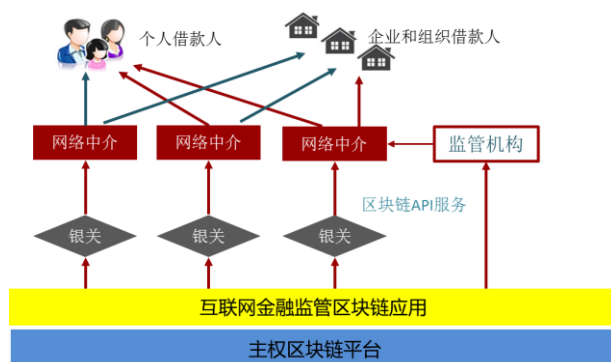 个人借款人
企业和组织借款人
网络中介
网络中介
网络中介
监管机构
区块链API服务
银关
银关
银关
互联网金融监管区块链应用
主权区块链平台